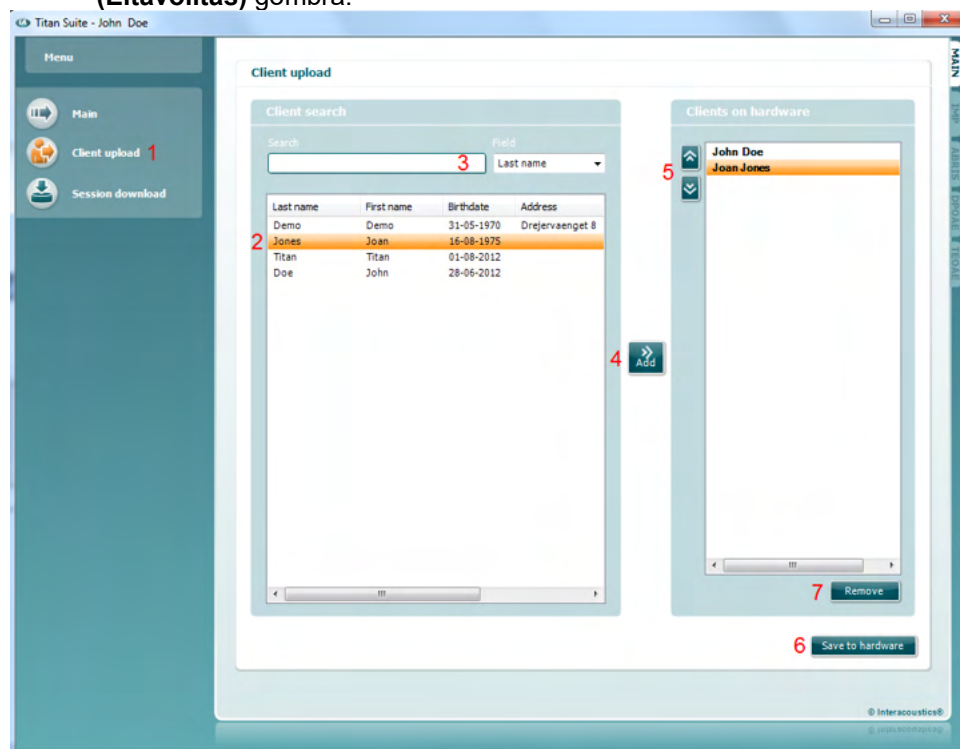 (Eltávolítás) gombra.
Titan Suite - John Doe
Menu
Main
Client upload 1
Session download
Client upload
Client search
Search
Field
3
Last name
Last name First name Birthdate Address
Demo Demo 31-05-1970 Drejervaenget 8
2 Jones Joan 16-08-1975
Titan Titan 01-08-2012
Doe John 28-06-2012
4
Add
Clients on hardware
5
John Doe
Joan Jones
7 Remove
6 Save to hardware
© Interacoustics®
MAIN
IMP
ABRIS
DPOAE
TEOAE